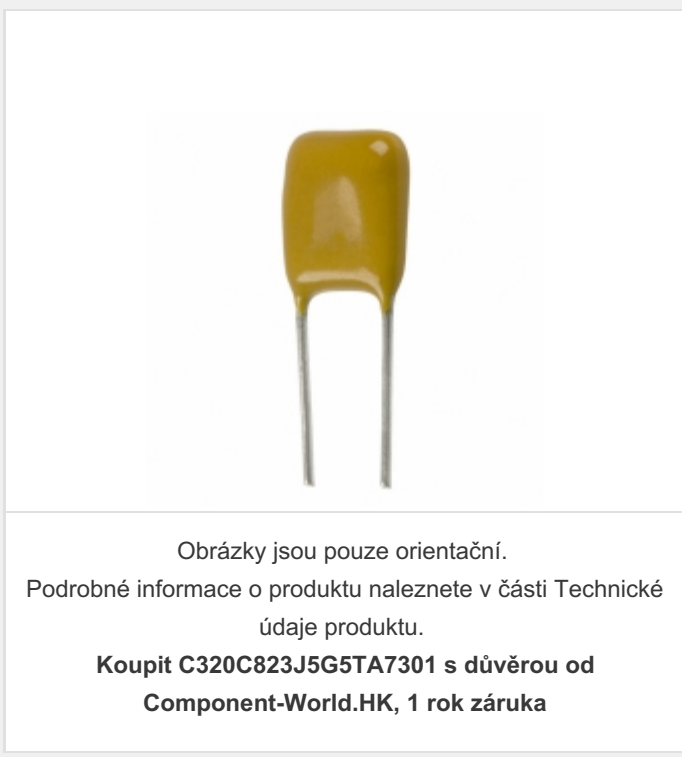 Obrázky jsou pouze orientační.
Podrobné informace o produktu naleznete v části Technické
údaje produktu.
Koupit C320C823J5G5TA7301 s důvěrou od
Component-World.HK, 1 rok záruka